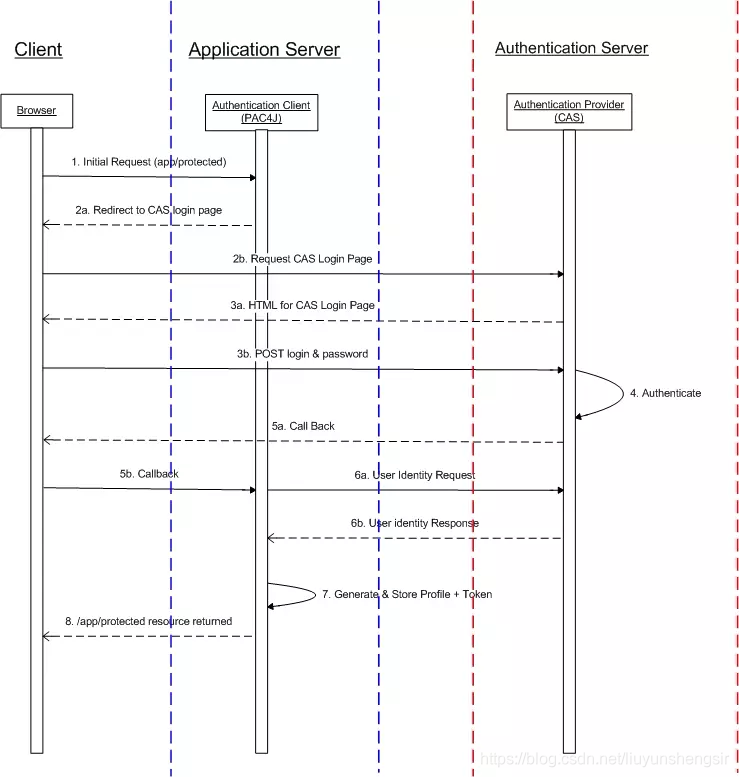 Client
Application Server
Authentication Server
Browser
Authentication Client
(PAC4J)
Authentication Provider
(CAS)
1. Initial Request (app/protected)
2a. Redirect to CAS login page
2b. Request CAS Login Page
3a. HTML for CAS Login Page
3b. POST login & password
4. Authenticate
5a. Call Back
5b. Callback
6a. User Identity Request
6b. User identity Response
7. Generate & Store Profile + Token
8. /app/protected resource returned
https://blog.csdn.net/liuyunshengsir